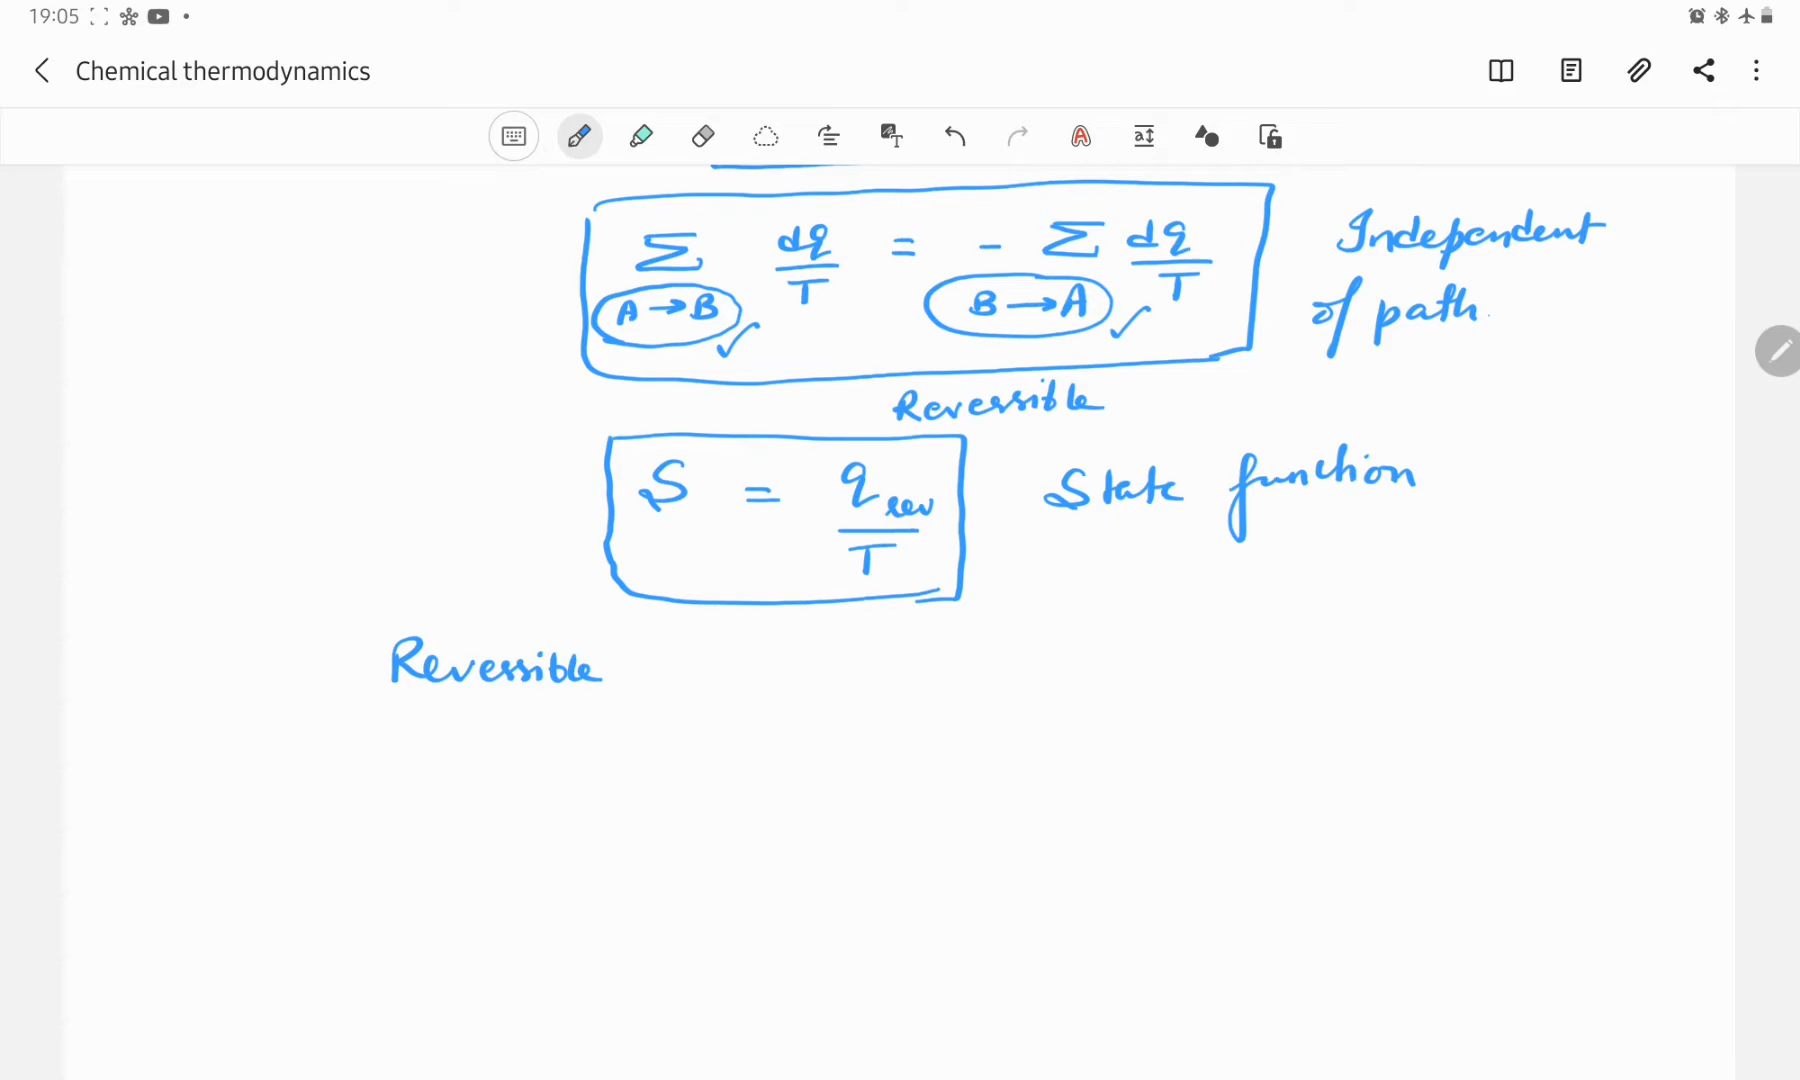 19:05
Chemical thermodynamics
Σ dq/T = - Σ dq/T
A → B B → A
Independent
of path.
Reversible
S = q rev / T
State function
Reversible